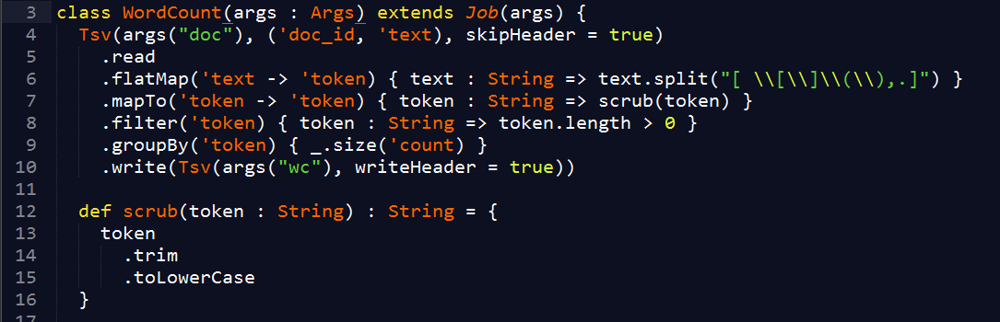 3 class WordCount(args : Args) extends Job(args) {
4   Tsv(args("doc"), ('doc_id, 'text), skipHeader = true)
5     .read
6     .flatMap('text -> 'token) { text : String => text.split("[ \\[\\]\\(\\),.]") }
7     .mapTo('token -> 'token) { token : String => scrub(token) }
8     .filter('token) { token : String => token.length > 0 }
9     .groupBy('token) { _.size('count) }
10     .write(Tsv(args("wc"), writeHeader = true))
11
12   def scrub(token : String) : String = {
13     token
14       .trim
15       .toLowerCase
16   }
17